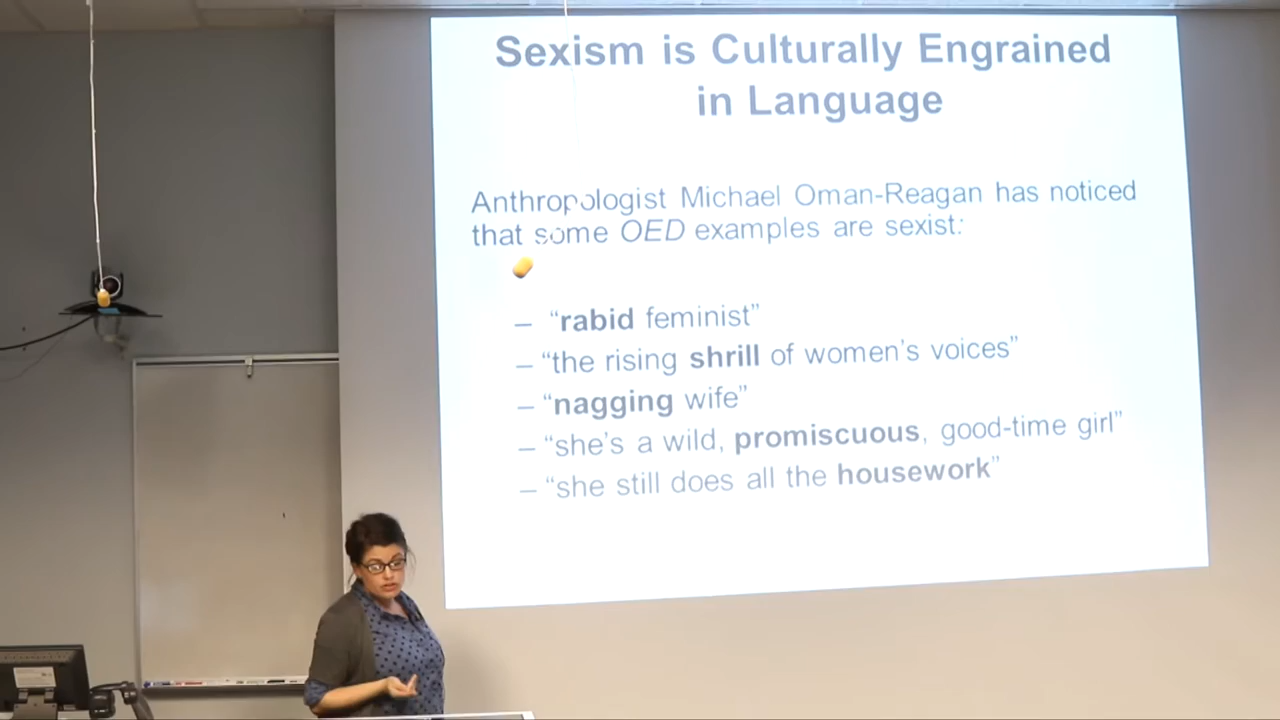 Sexism is Culturally Engrained
in Language
Anthropologist Michael Oman-Reagan has noticed
that some OED examples are sexist:
– “rabid feminist”
– “the rising shrill of women’s voices”
– “nagging wife”
– “she’s a wild, promiscuous, good-time girl”
– “she still does all the housework”